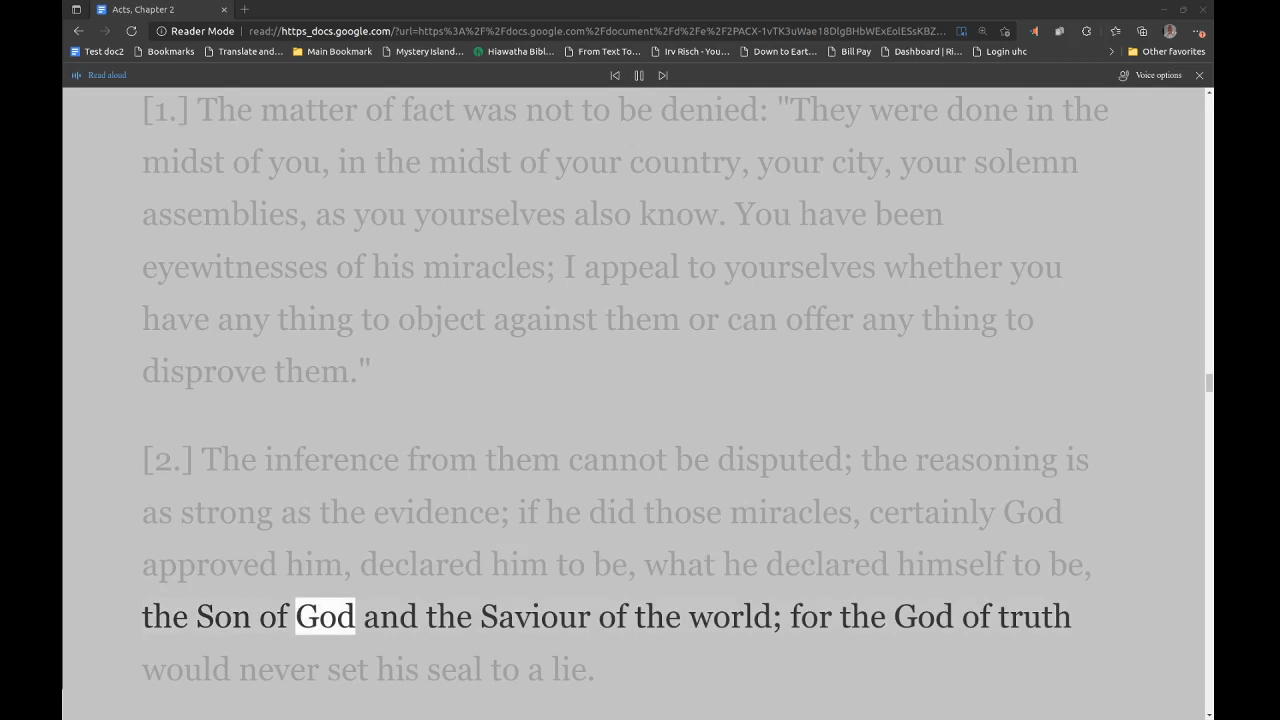 Acts, Chapter 2
Reader Mode read://https_docs.google.com/?url=https%3A%2F%2Fdocs.google.com%2Fdocument%2Fd%2Fe%2F2PACX-1vTK3uWae18DlgBHbWExEolESsKBZ...
Test doc2 Bookmarks Translate and... Main Bookmark Mystery Island... Hiawatha Bibl... From Text To... Irv Risch - You... Down to Eart... Bill Pay Dashboard | Ri... Login uhc Other favorites
Read aloud Voice options
[1.] The matter of fact was not to be denied: "They were done in the
midst of you, in the midst of your country, your city, your solemn
assemblies, as you yourselves also know. You have been
eyewitnesses of his miracles; I appeal to yourselves whether you
have any thing to object against them or can offer any thing to
disprove them."
[2.] The inference from them cannot be disputed; the reasoning is
as strong as the evidence; if he did those miracles, certainly God
approved him, declared him to be, what he declared himself to be,
the Son of God and the Saviour of the world; for the God of truth
would never set his seal to a lie.